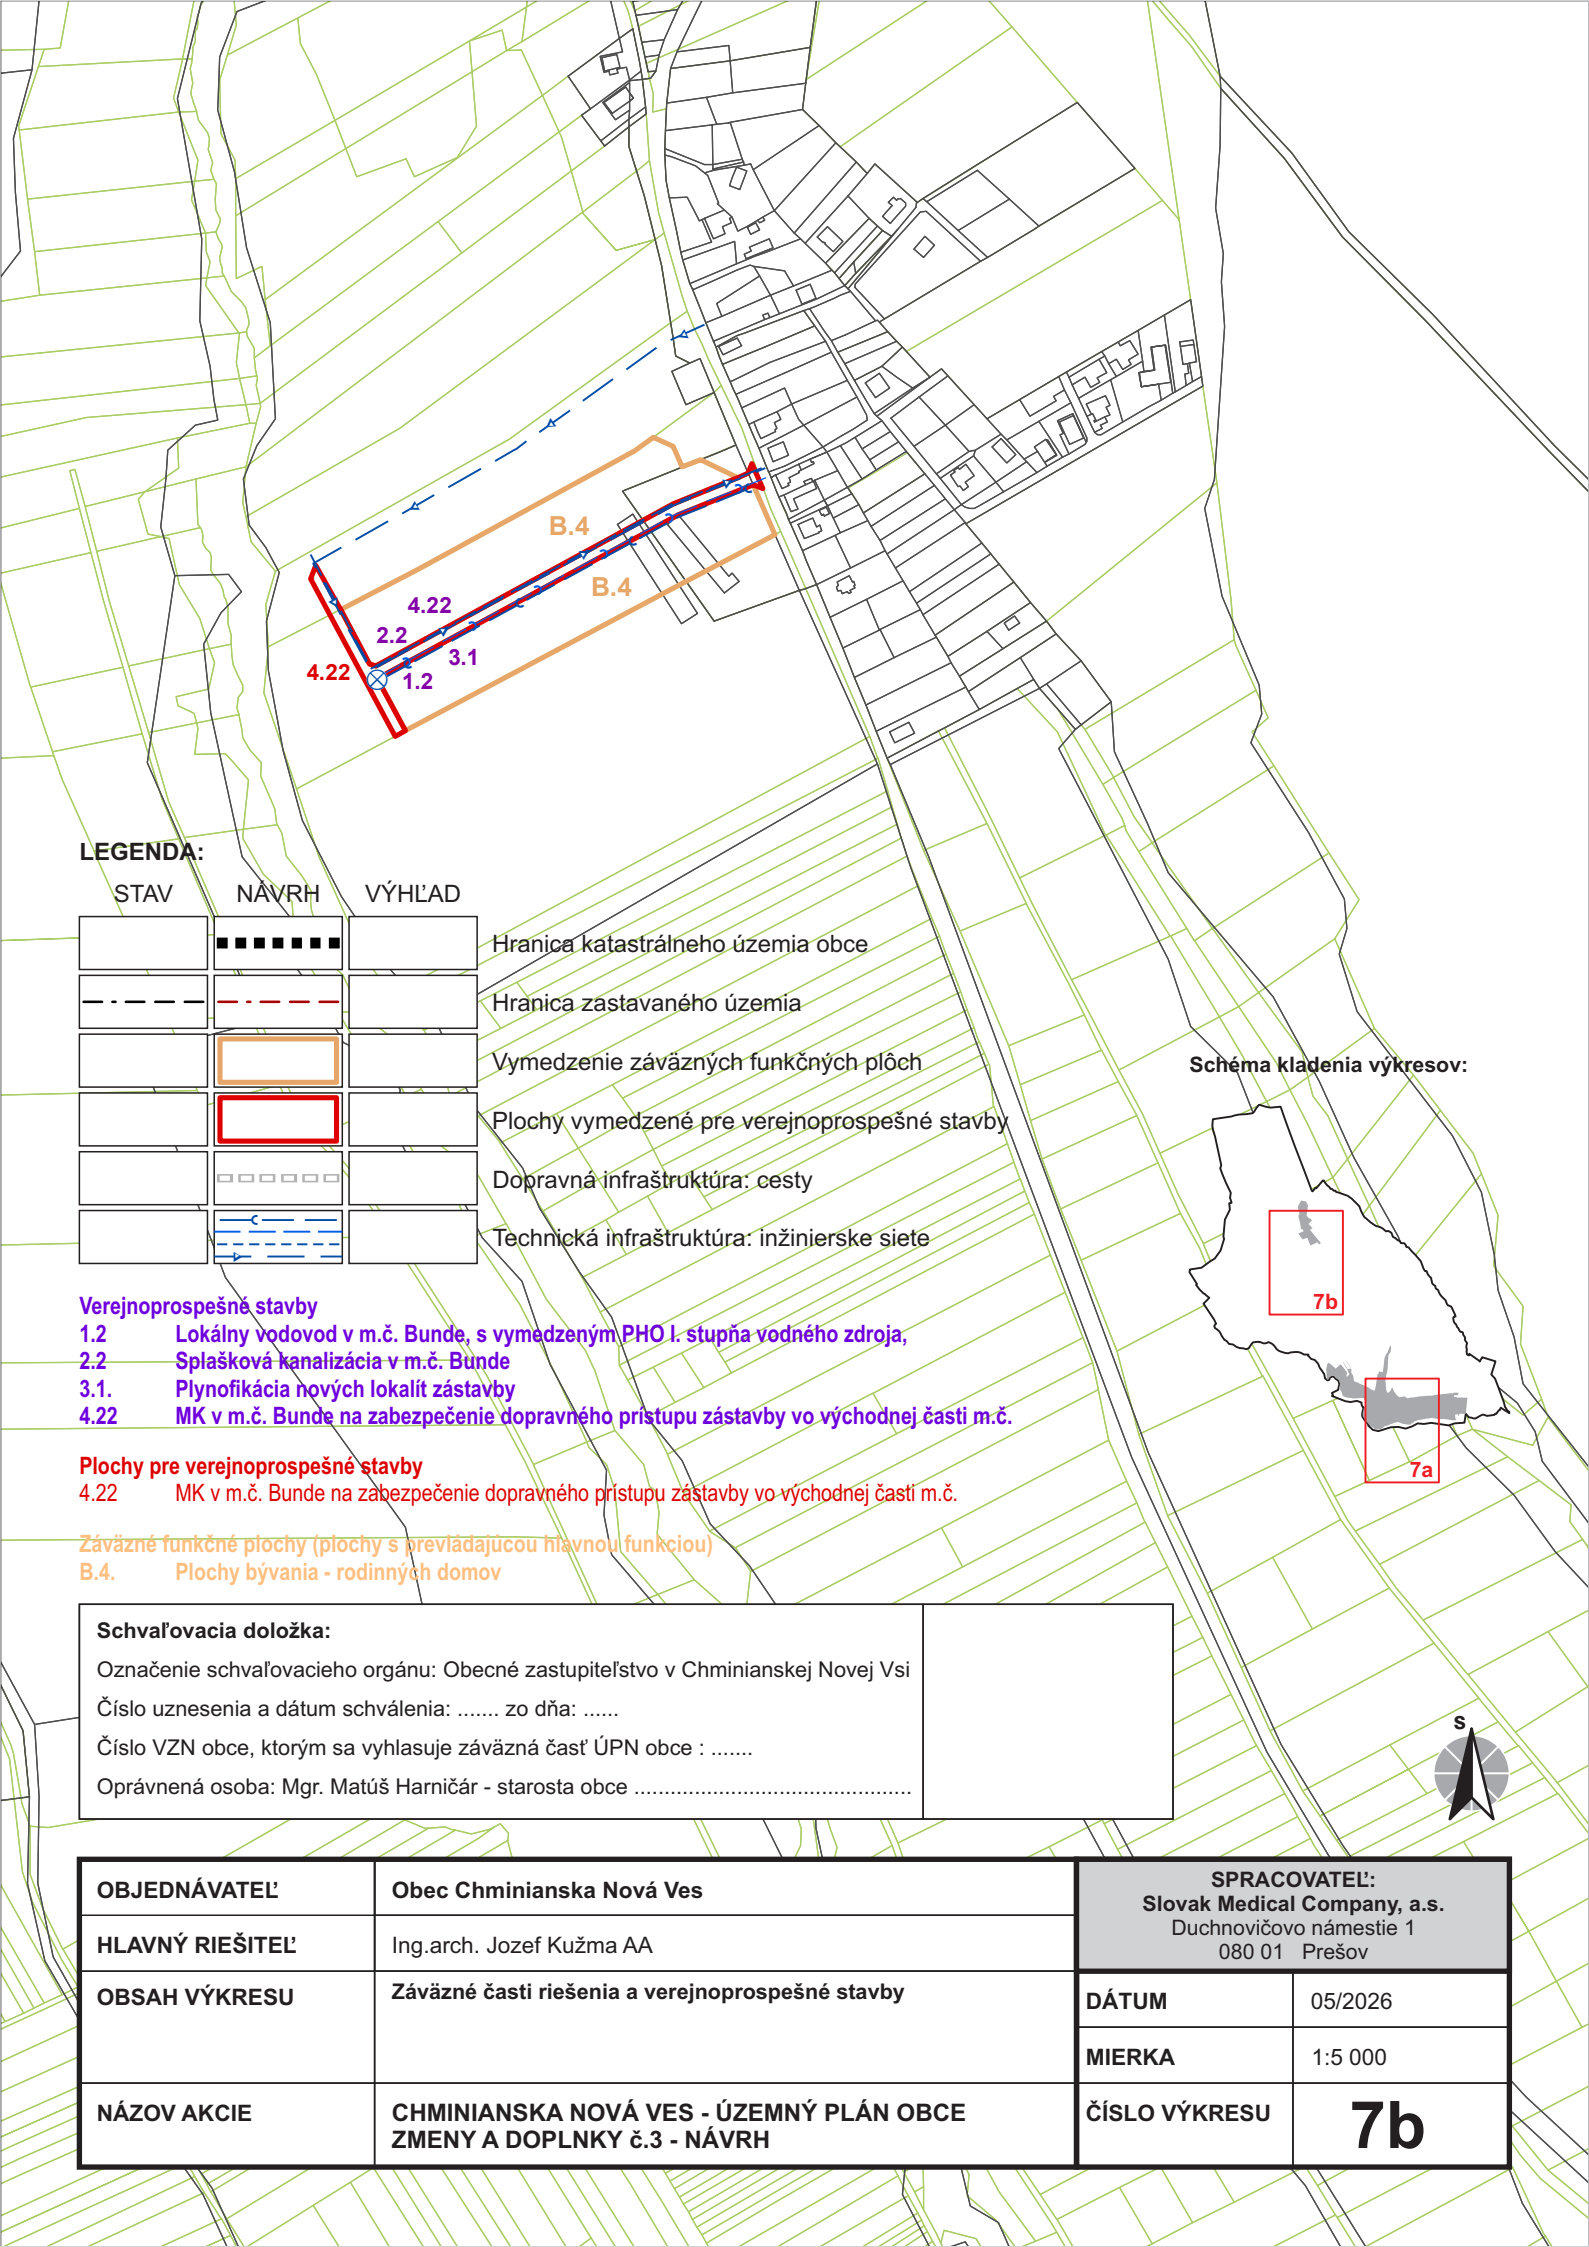 B.4
B.4
4.22
2.2
3.1
4.22
1.2
LEGENDA:
STAV NÁVRH VÝHĽAD
Hranica katastrálneho územia obce
Hranica zastavaného územia
Vymedzenie záväzných funkčných plôch
Plochy vymedzené pre verejnoprospešné stavby
Dopravná infraštruktúra: cesty
Technická infraštruktúra: inžinierske siete
Schéma kladenia výkresov:
7b
7a
Verejnoprospešné stavby
1.2 Lokálny vodovod v m.č. Bunde, s vymedzeným PHO I. stupňa vodného zdroja,
2.2 Splašková kanalizácia v m.č. Bunde
3.1. Plynofikácia nových lokalít zástavby
4.22 MK v m.č. Bunde na zabezpečenie dopravného prístupu zástavby vo východnej časti m.č.
Plochy pre verejnoprospešné stavby
4.22 MK v m.č. Bunde na zabezpečenie dopravného prístupu zástavby vo východnej časti m.č.
Záväzné funkčné plochy (plochy s prevládajúcou hlavnou funkciou)
B.4. Plochy bývania - rodinných domov
Schvaľovacia doložka:
Označenie schvaľovacieho orgánu: Obecné zastupiteľstvo v Chminianskej Novej Vsi
Číslo uznesenia a dátum schválenia: ....... zo dňa: ......
Číslo VZN obce, ktorým sa vyhlasuje záväzná časť ÚPN obce : .......
Oprávnená osoba: Mgr. Matúš Harničár - starosta obce ..............................................
S
OBJEDNÁVATEĽ Obec Chminianska Nová Ves
HLAVNÝ RIEŠITEĽ Ing.arch. Jozef Kužma AA
OBSAH VÝKRESU Záväzné časti riešenia a verejnoprospešné stavby
NÁZOV AKCIE CHMINIANSKA NOVÁ VES - ÚZEMNÝ PLÁN OBCE
ZMENY A DOPLNKY č.3 - NÁVRH
SPRACOVATEĽ:
Slovak Medical Company, a.s.
Duchnovičovo námestie 1
080 01 Prešov
DÁTUM 05/2026
MIERKA 1:5 000
ČÍSLO VÝKRESU 7b